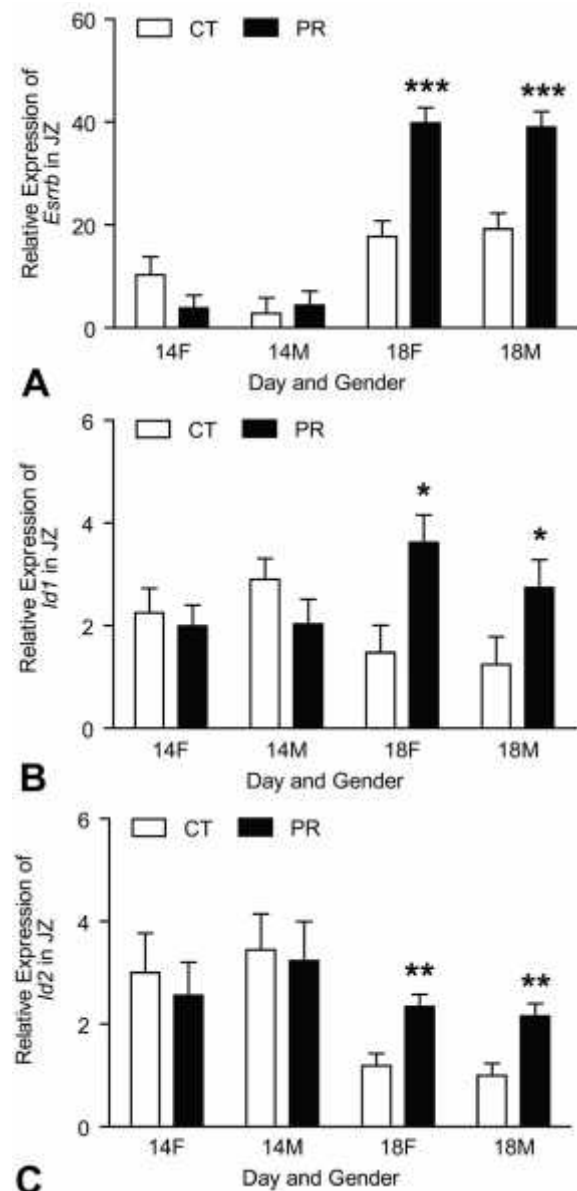 CT PR
60
40
20
0
Relative Expression of
Esrrb in JZ
*** ***
14F 14M 18F 18M
Day and Gender
A
CT PR
6
4
2
0
Relative Expression of
Id1 in JZ
* *
14F 14M 18F 18M
Day and Gender
B
CT PR
6
4
2
0
Relative Expression of
Id2 in JZ
** **
14F 14M 18F 18M
Day and Gender
C